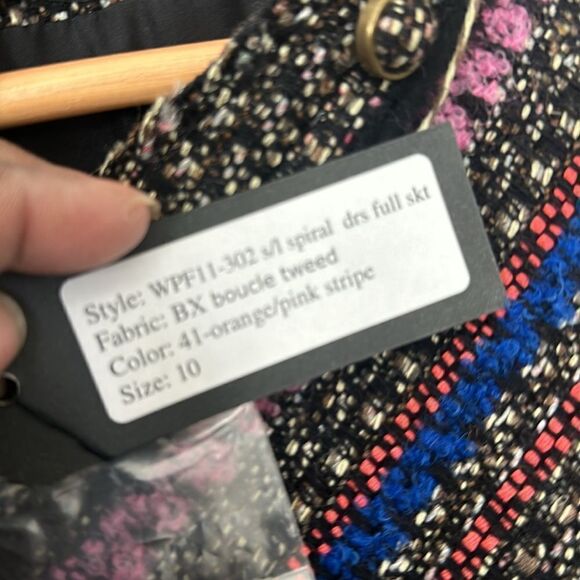 Style: WPF11-302 s/l spiral drs full skt
Fabric: BX boucle tweed
Color: 41-orange/pink stripe
Size: 10